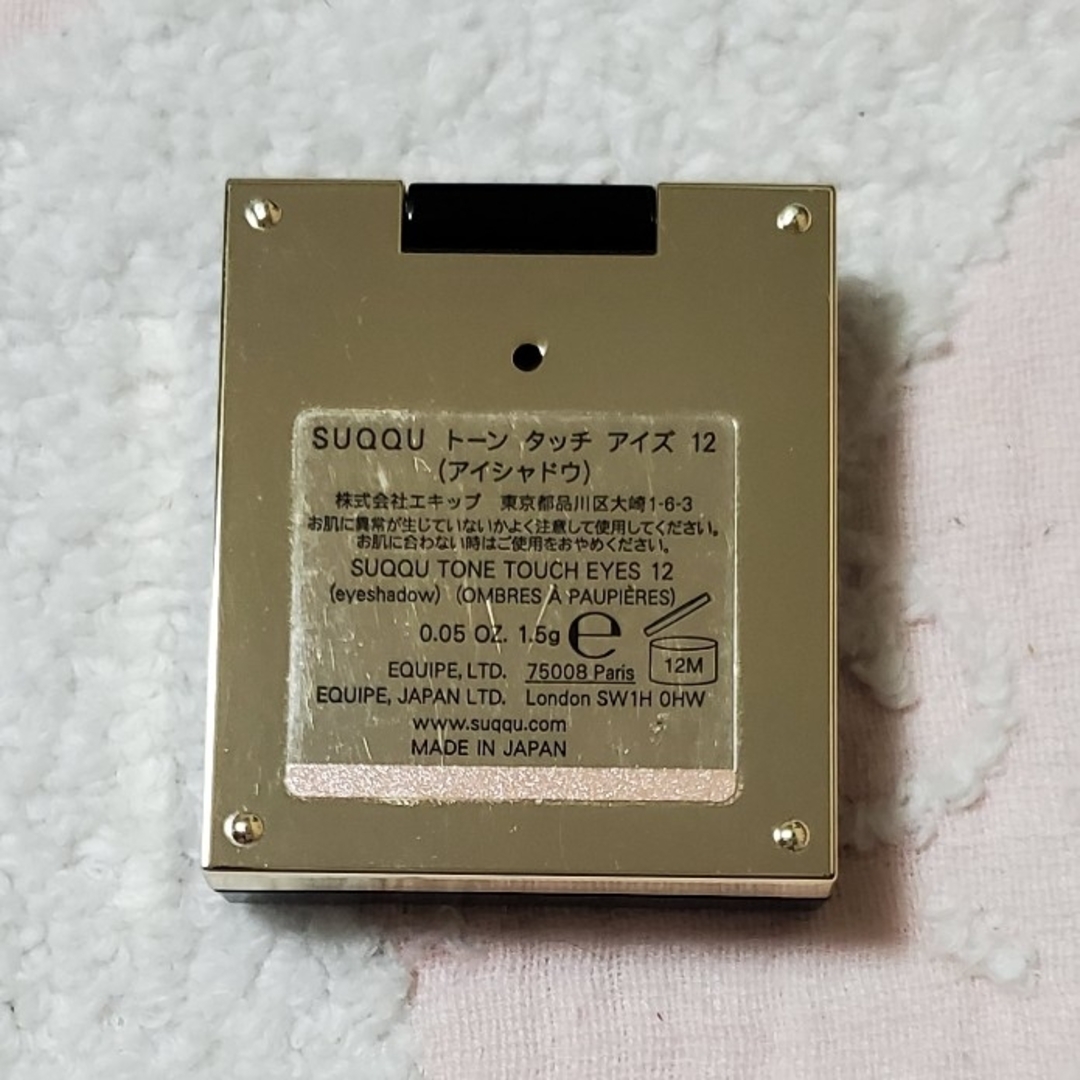 SUQQU トーン タッチ アイズ 12
(アイシャドウ)
株式会社エキップ 東京都品川区大崎1-6-3
お肌に異常が生じていないかよく注意して使用してください。
お肌に合わない時はご使用をおやめください。
SUQQU TONE TOUCH EYES 12
(eyeshadow) (OMBRES À PAUPIÈRES)
0.05 OZ. 1.5g e
12M
EQUIPE, LTD. 75008 Paris
EQUIPE, JAPAN LTD. London SW1H 0HW
www.suqqu.com
MADE IN JAPAN